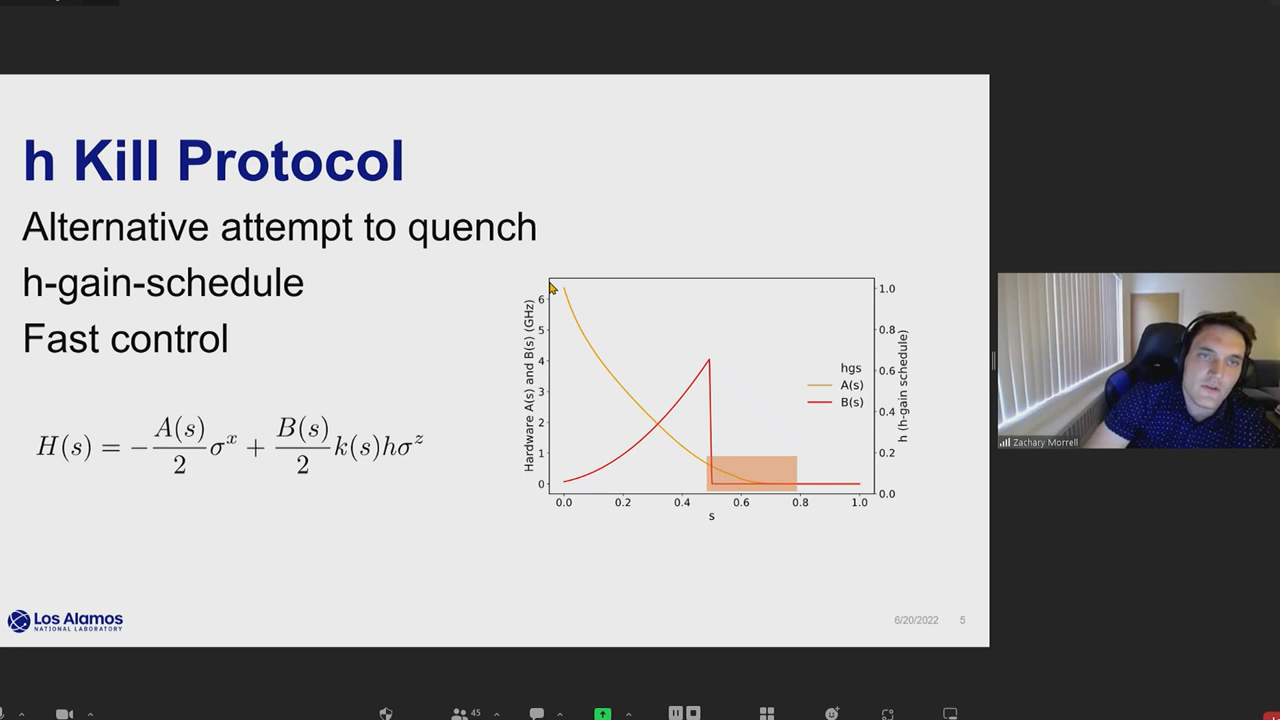 h Kill Protocol
Alternative attempt to quench
h-gain-schedule
Fast control
H(s) = -\frac{A(s)}{2}σ^x + \frac{B(s)}{2}k(s)hσ^z
Hardware A(s) and B(s) (GHz)
6
5
4
3
2
1
0
0.0 0.2 0.4 0.6 0.8 1.0
s
1.0
0.8
0.6
0.4
0.2
0.0
h (h-gain schedule)
hgs
A(s)
B(s)
Los Alamos
NATIONAL LABORATORY
6/20/2022 5
Zachary Morrell
45